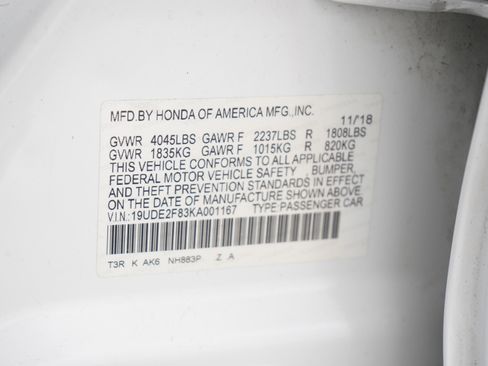 MFD.BY HONDA OF AMERICA MFG.,INC. 11/18
GVWR 4045LBS GAWR F 2237LBS R 1808LBS
GVWR 1835KG GAWR F 1015KG R 820KG
THIS VEHICLE CONFORMS TO ALL APPLICABLE
FEDERAL MOTOR VEHICLE SAFETY , BUMPER,
AND THEFT PREVENTION STANDARDS IN EFFECT
ON THE DATE OF MANUFACTURE SHOWN ABOVE.
V.I.N.:19UDE2F83KA001167 TYPE:PASSENGER CAR
T3R K AK6 NH883P Z A